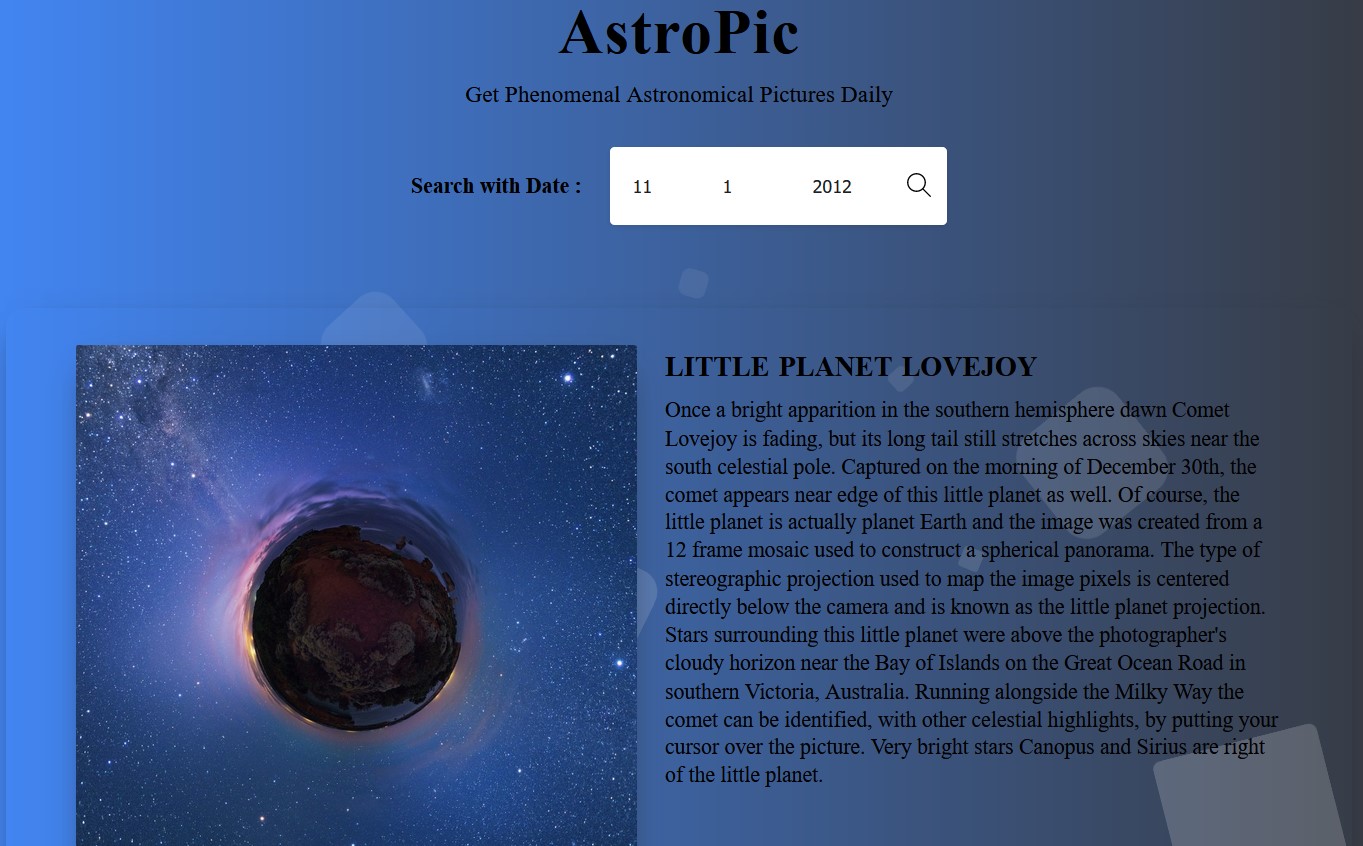 AstroPic
Get Phenomenal Astronomical Pictures Daily
Search with Date : 11 1 2012
LITTLE PLANET LOVEJOY
Once a bright apparition in the southern hemisphere dawn Comet
Lovejoy is fading, but its long tail still stretches across skies near the
south celestial pole. Captured on the morning of December 30th, the
comet appears near edge of this little planet as well. Of course, the
little planet is actually planet Earth and the image was created from a
12 frame mosaic used to construct a spherical panorama. The type of
stereographic projection used to map the image pixels is centered
directly below the camera and is known as the little planet projection.
Stars surrounding this little planet were above the photographer's
cloudy horizon near the Bay of Islands on the Great Ocean Road in
southern Victoria, Australia. Running alongside the Milky Way the
comet can be identified, with other celestial highlights, by putting your
cursor over the picture. Very bright stars Canopus and Sirius are right
of the little planet.